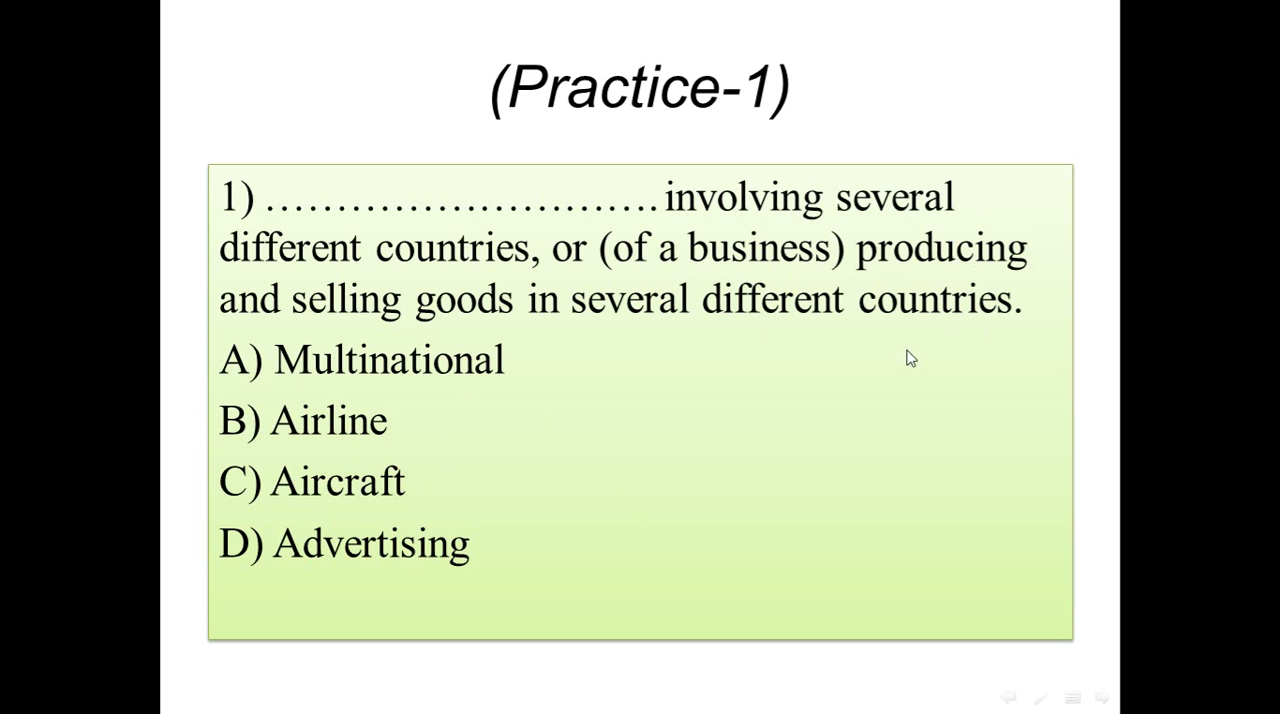 (Practice-1)
1) ………………………. involving several
different countries, or (of a business) producing
and selling goods in several different countries.
A) Multinational
B) Airline
C) Aircraft
D) Advertising